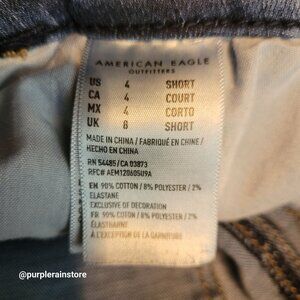 AMERICAN EAGLE
OUTFITTERS
US 4 SHORT
CA 4 COURT
MX 4 CORTO
UK 8 SHORT
MADE IN CHINA / FABRIQUÉ EN CHINE /
HECHO EN CHINA
RN 54485/CA 03873
RFC# AEM120605U9A
EN 90% COTTON / 8% POLYESTER / 2%
ELASTANE
EXCLUSIVE OF DECORATION
FR 90% COTON / 8% POLYESTER / 2%
ÉLASTHANNE
À L'EXCEPTION DE LA GARNITURE
@purplerainstore